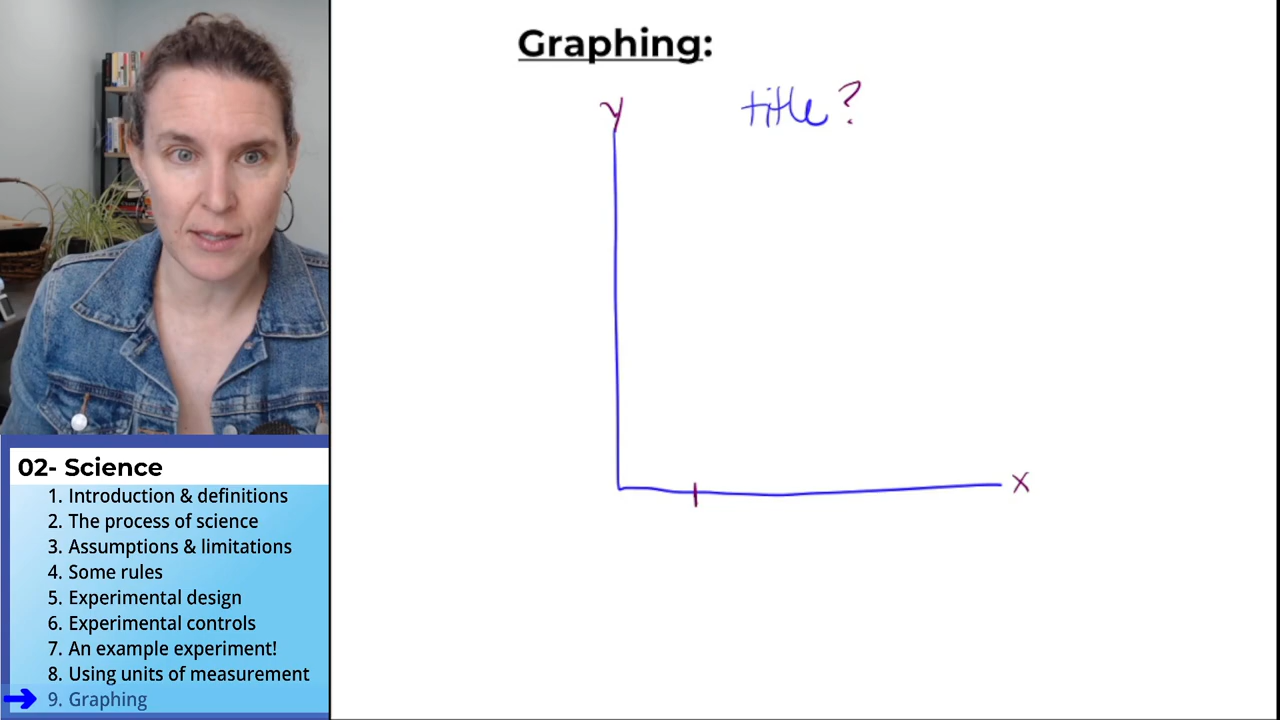 Graphing:
y
title?
x
02- Science
1. Introduction & definitions
2. The process of science
3. Assumptions & limitations
4. Some rules
5. Experimental design
6. Experimental controls
7. An example experiment!
8. Using units of measurement
9. Graphing